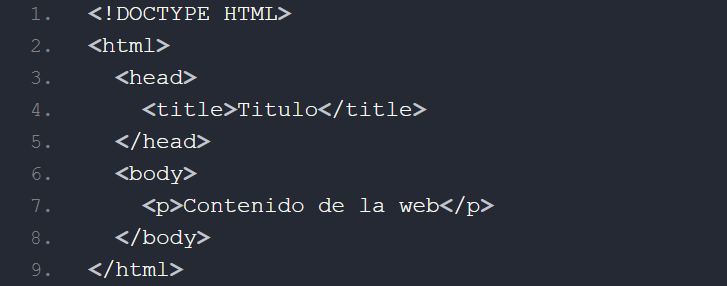 1. <!DOCTYPE HTML>
2. <html>
3. <head>
4. <title>Titulo</title>
5. </head>
6. <body>
7. <p>Contenido de la web</p>
8. </body>
9. </html>